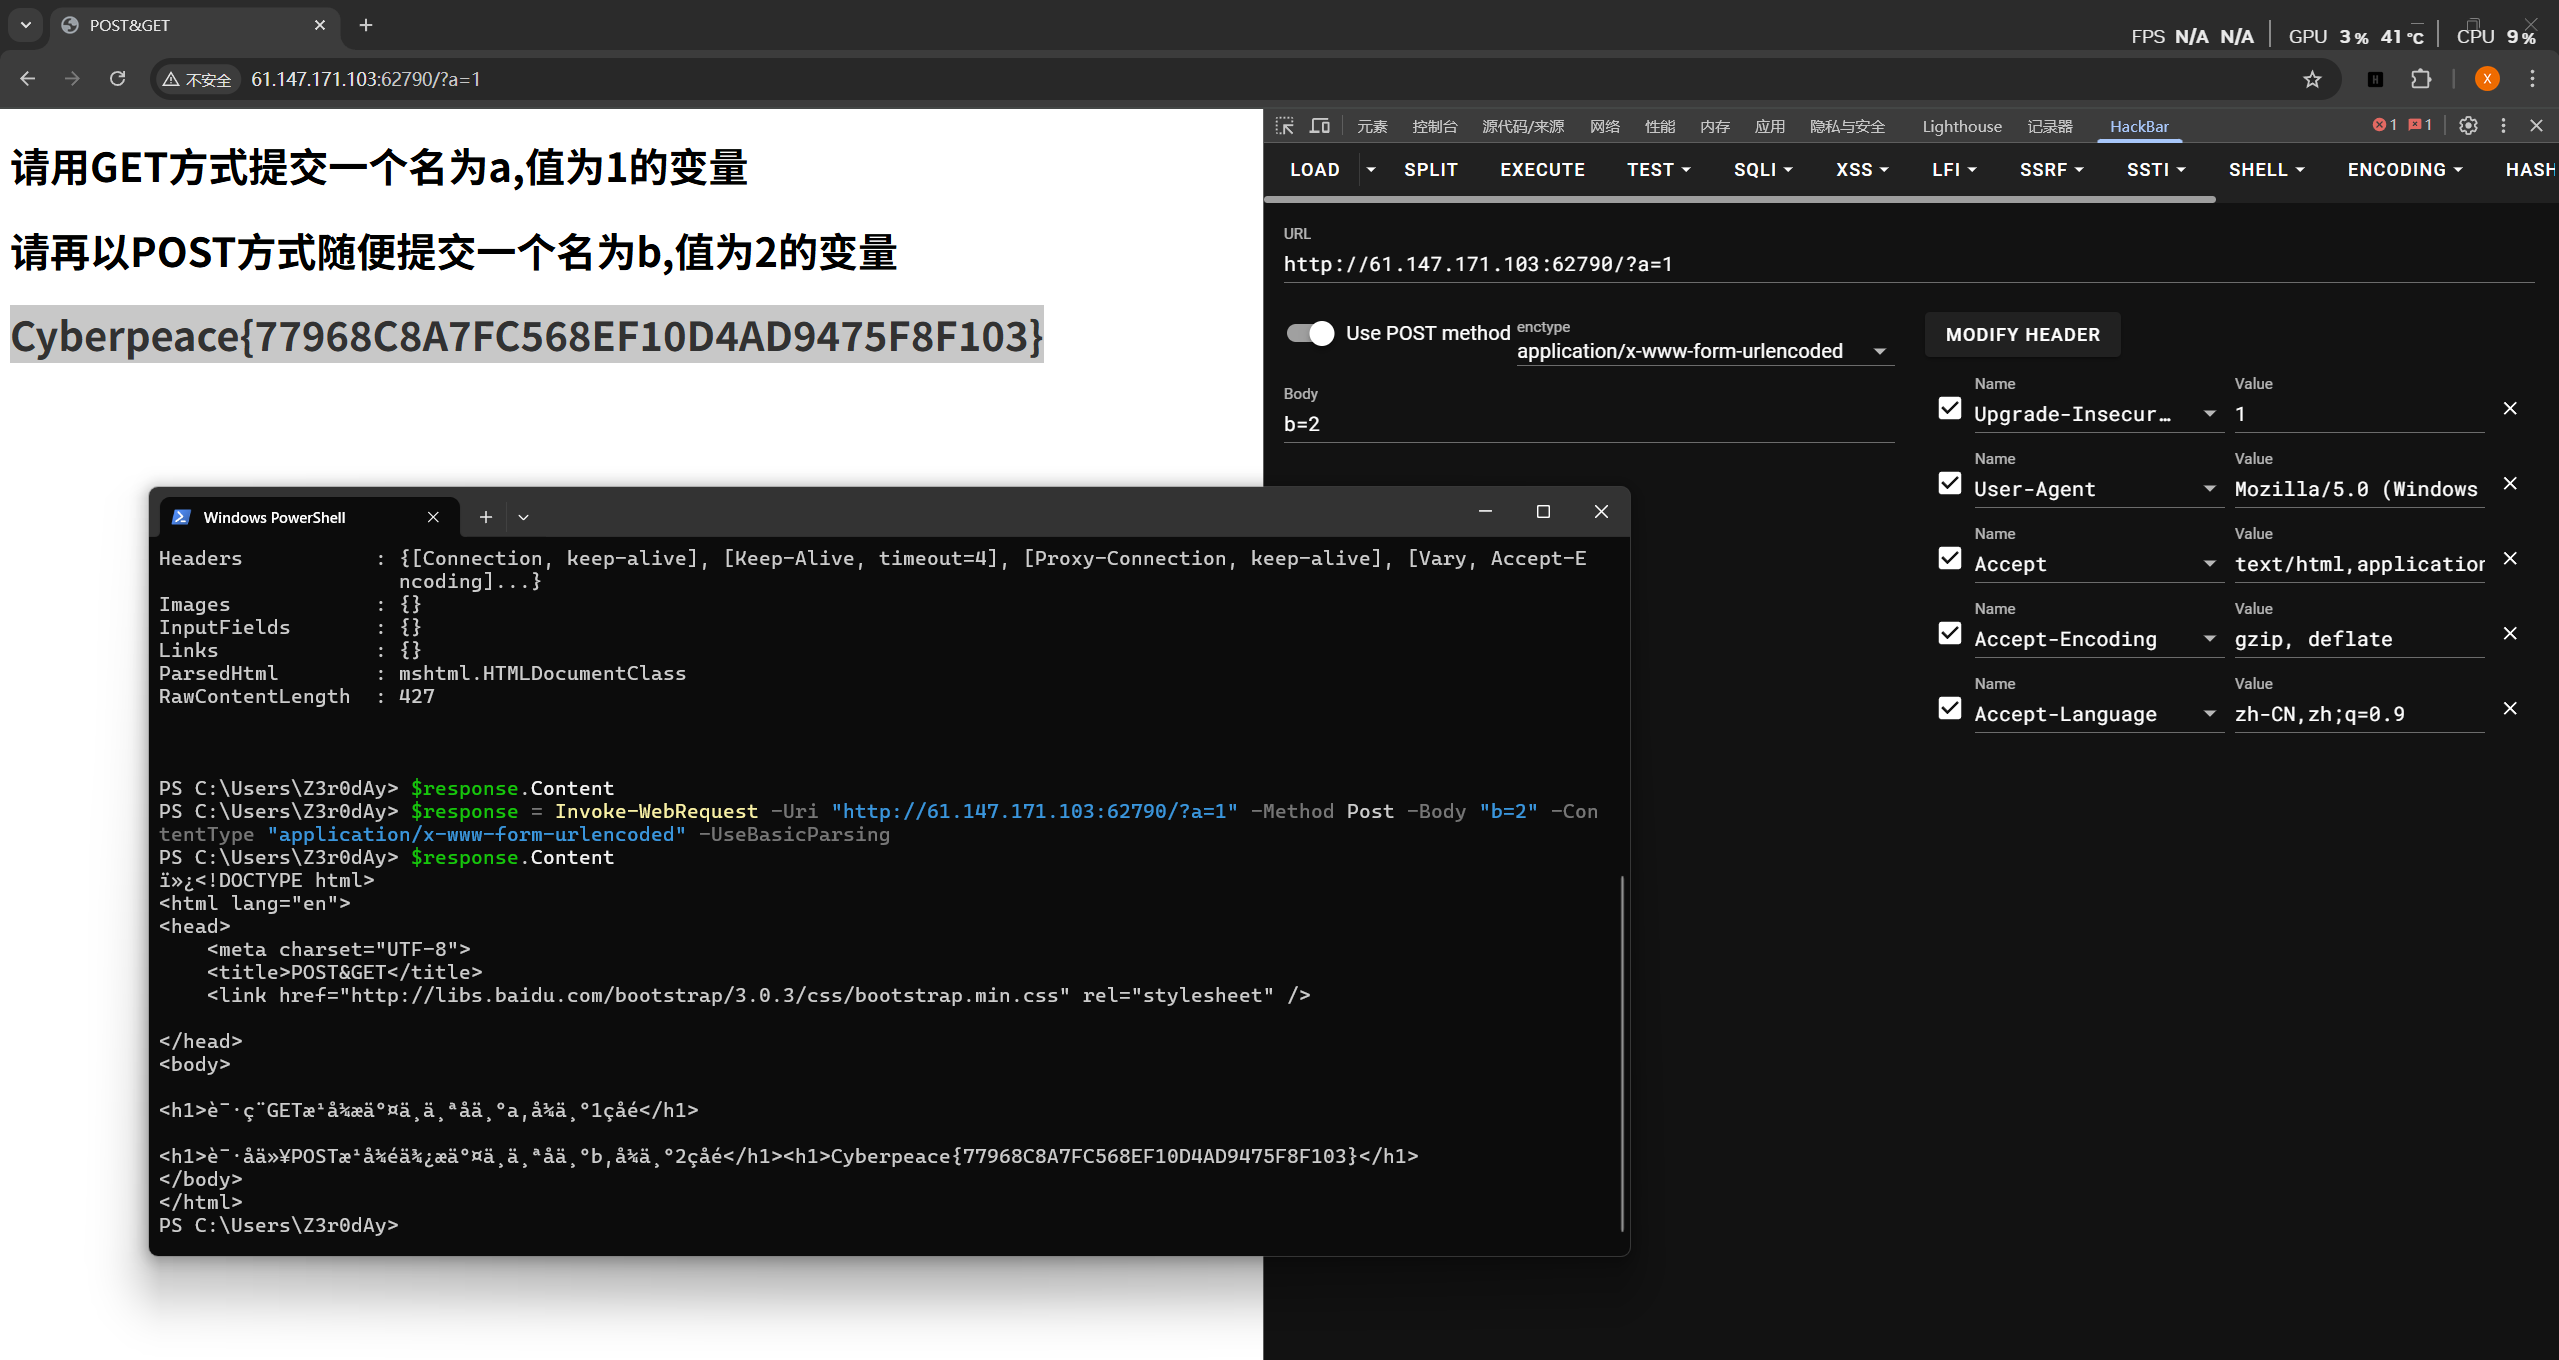 POST&GET
FPS N/A N/A GPU 3% 41°C CPU 9%
不安全 61.147.171.103:62790/?a=1
X
请用GET方式提交一个名为a,值为1的变量
请再以POST方式随便提交一个名为b,值为2的变量
Cyberpeace{77968C8A7FC568EF10D4AD9475F8F103}
元素 控制台 源代码/来源 网络 性能 内存 应用 隐私与安全 Lighthouse 记录器 HackBar 1 1
LOAD SPLIT EXECUTE TEST SQLI XSS LFI SSRF SSTI SHELL ENCODING HASH
URL
http://61.147.171.103:62790/?a=1
Use POST method
enctype
application/x-www-form-urlencoded
Body
b=2
MODIFY HEADER
Name Value
Upgrade-Insecur… 1
Name Value
User-Agent Mozilla/5.0 (Windows
Name Value
Accept text/html,application
Name Value
Accept-Encoding gzip, deflate
Name Value
Accept-Language zh-CN,zh;q=0.9
Windows PowerShell
Headers : {[Connection, keep-alive], [Keep-Alive, timeout=4], [Proxy-Connection, keep-alive], [Vary, Accept-E
ncoding]...}
Images : {}
InputFields : {}
Links : {}
ParsedHtml : mshtml.HTMLDocumentClass
RawContentLength : 427
PS C:\Users\Z3r0dAy> $response.Content
PS C:\Users\Z3r0dAy> $response = Invoke-WebRequest -Uri "http://61.147.171.103:62790/?a=1" -Method Post -Body "b=2" -Con
tentType "application/x-www-form-urlencoded" -UseBasicParsing
PS C:\Users\Z3r0dAy> $response.Content
ï»¿<!DOCTYPE html>
<html lang="en">
<head>
<meta charset="UTF-8">
<title>POST&GET</title>
<link href="http://libs.baidu.com/bootstrap/3.0.3/css/bootstrap.min.css" rel="stylesheet" />
</head>
<body>
<h1>è¯·ç¨GETæ¹å¼æäº¤ä¸ä¸ªåä¸ºa,å¼ä¸º1çåé</h1>
<h1>è¯·åä»¥POSTæ¹å¼éä¾¿æäº¤ä¸ä¸ªåä¸ºb,å¼ä¸º2çåé</h1><h1>Cyberpeace{77968C8A7FC568EF10D4AD9475F8F103}</h1>
</body>
</html>
PS C:\Users\Z3r0dAy>